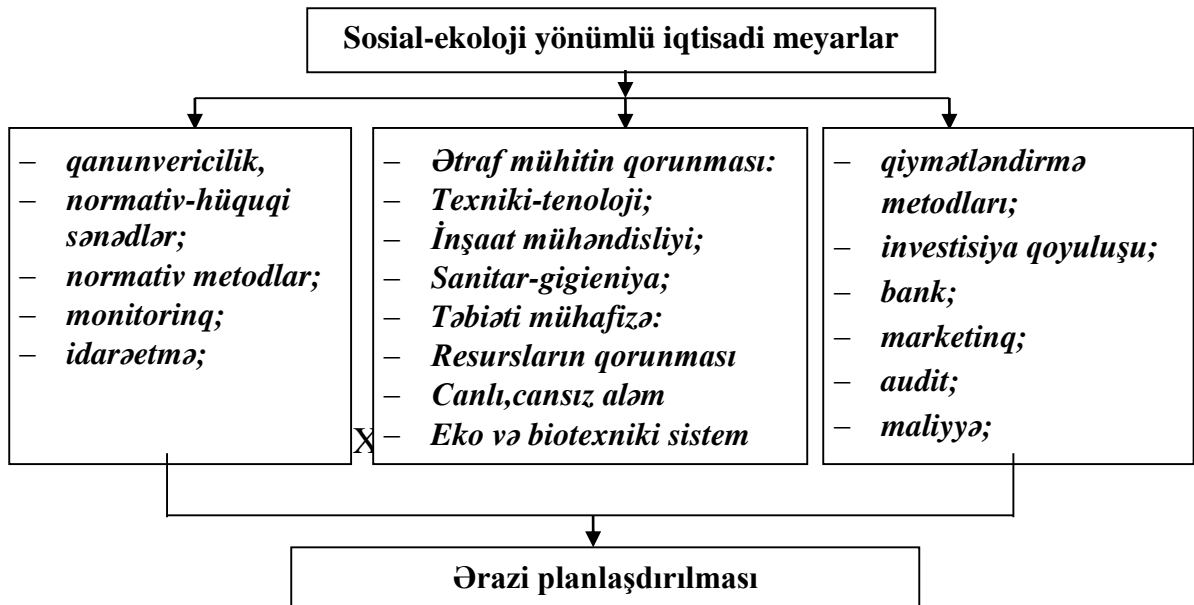 Sosial-ekoloji yönümlü iqtisadi meyarlar
– qanunvericilik,
– normativ-hüquqi
sənədlər;
– normativ metodlar;
– monitorinq;
– idarəetmə;
X
– Ətraf mühitin qorunması:
– Texniki-tenoloji;
– İnşaat mühəndisliyi;
– Sanitar-gigieniya;
– Təbiəti mühafizə:
– Resursların qorunması
– Canlı,cansız aləm
– Eko və biotexniki sistem
– qiymətləndirmə
metodları;
– investisiya qoyuluşu;
– bank;
– marketinq;
– audit;
– maliyyə;
Ərazi planlaşdırılması